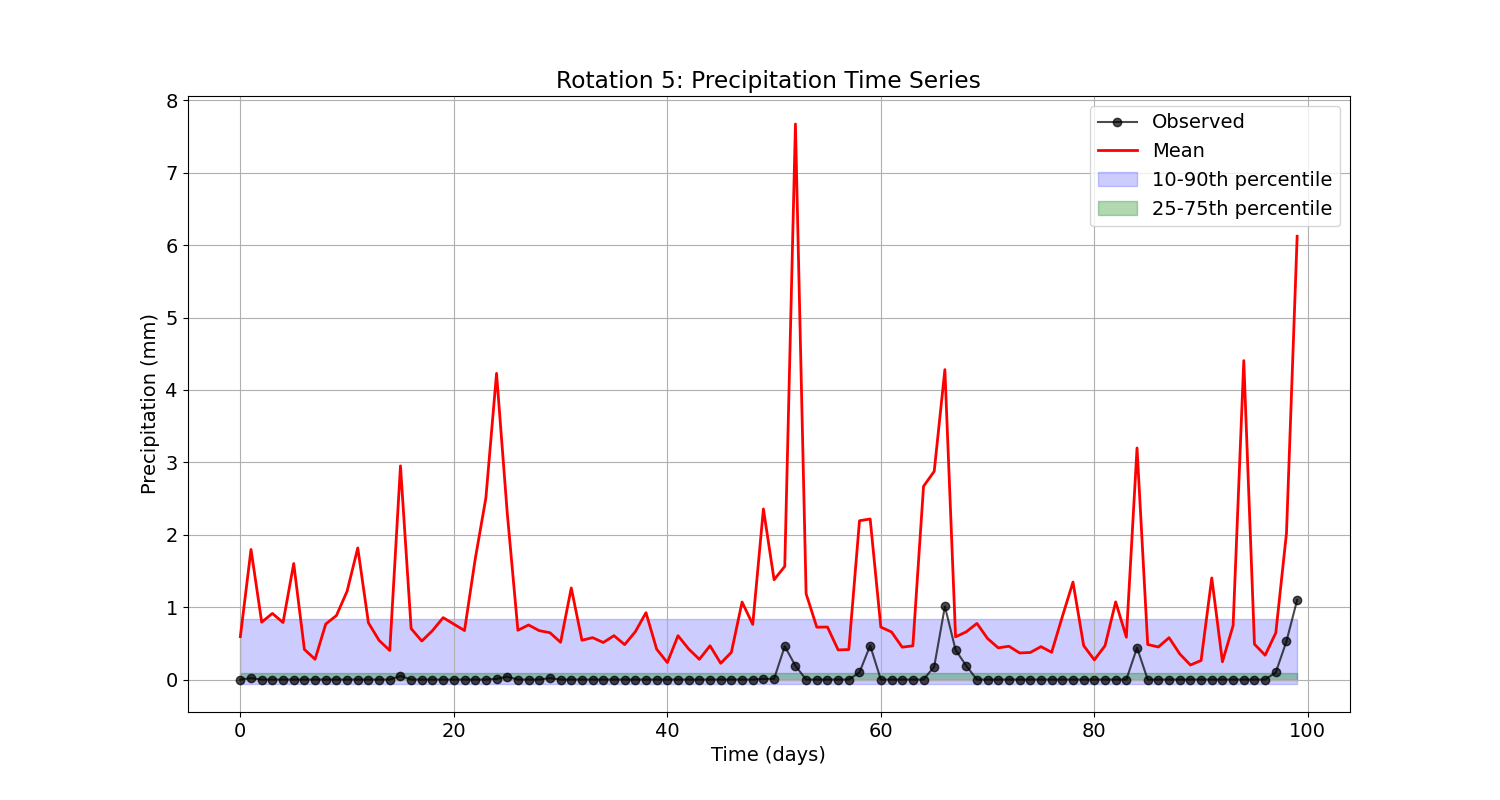 Rotation 5: Precipitation Time Series
Observed
Mean
10-90th percentile
25-75th percentile
Precipitation (mm)
8
7
6
5
4
3
2
1
0
0 20 40 60 80 100
Time (days)